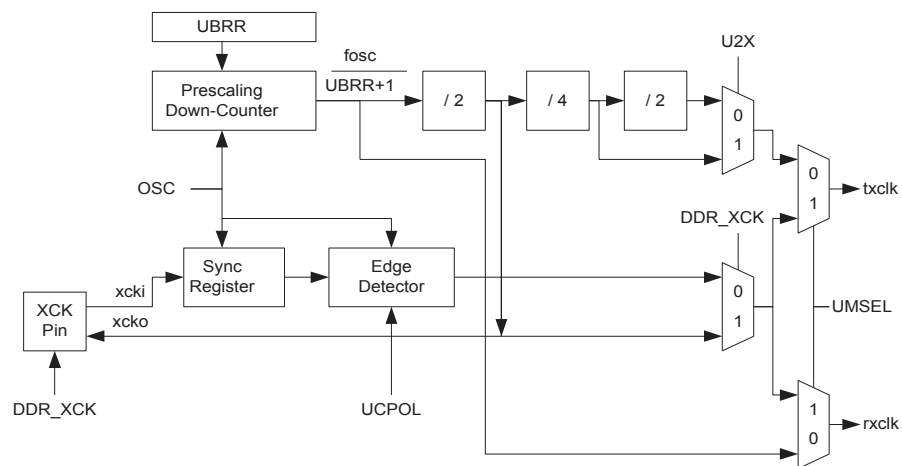 UBRR
fosc
UBRR+1
U2X
Prescaling
Down-Counter
/ 2
/ 4
/ 2
0
1
OSC
0
1
txclk
DDR_XCK
Sync
Register
Edge
Detector
xcki
0
1
XCK
Pin
xcko
UMSEL
DDR_XCK
UCPOL
1
0
rxclk